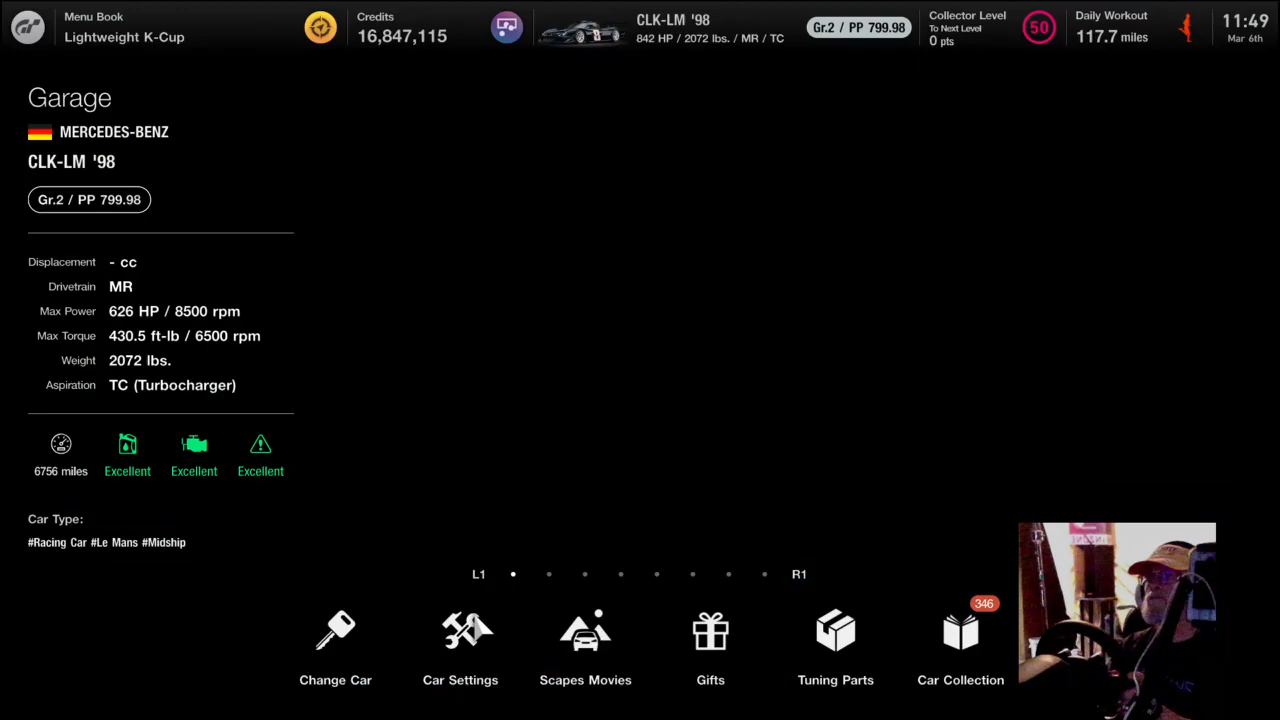 Menu Book
Lightweight K-Cup
Credits
16,847,115
CLK-LM '98
842 HP / 2072 lbs. / MR / TC
Gr.2 / PP 799.98
Collector Level
To Next Level
0 pts
50
Daily Workout
117.7 miles
11:49
Mar 6th
Garage
MERCEDES-BENZ
CLK-LM '98
Gr.2 / PP 799.98
Displacement - cc
Drivetrain MR
Max Power 626 HP / 8500 rpm
Max Torque 430.5 ft-lb / 6500 rpm
Weight 2072 lbs.
Aspiration TC (Turbocharger)
6756 miles Excellent Excellent Excellent
Car Type:
#Racing Car #Le Mans #Midship
L1 R1
346
Change Car Car Settings Scapes Movies Gifts Tuning Parts Car Collection